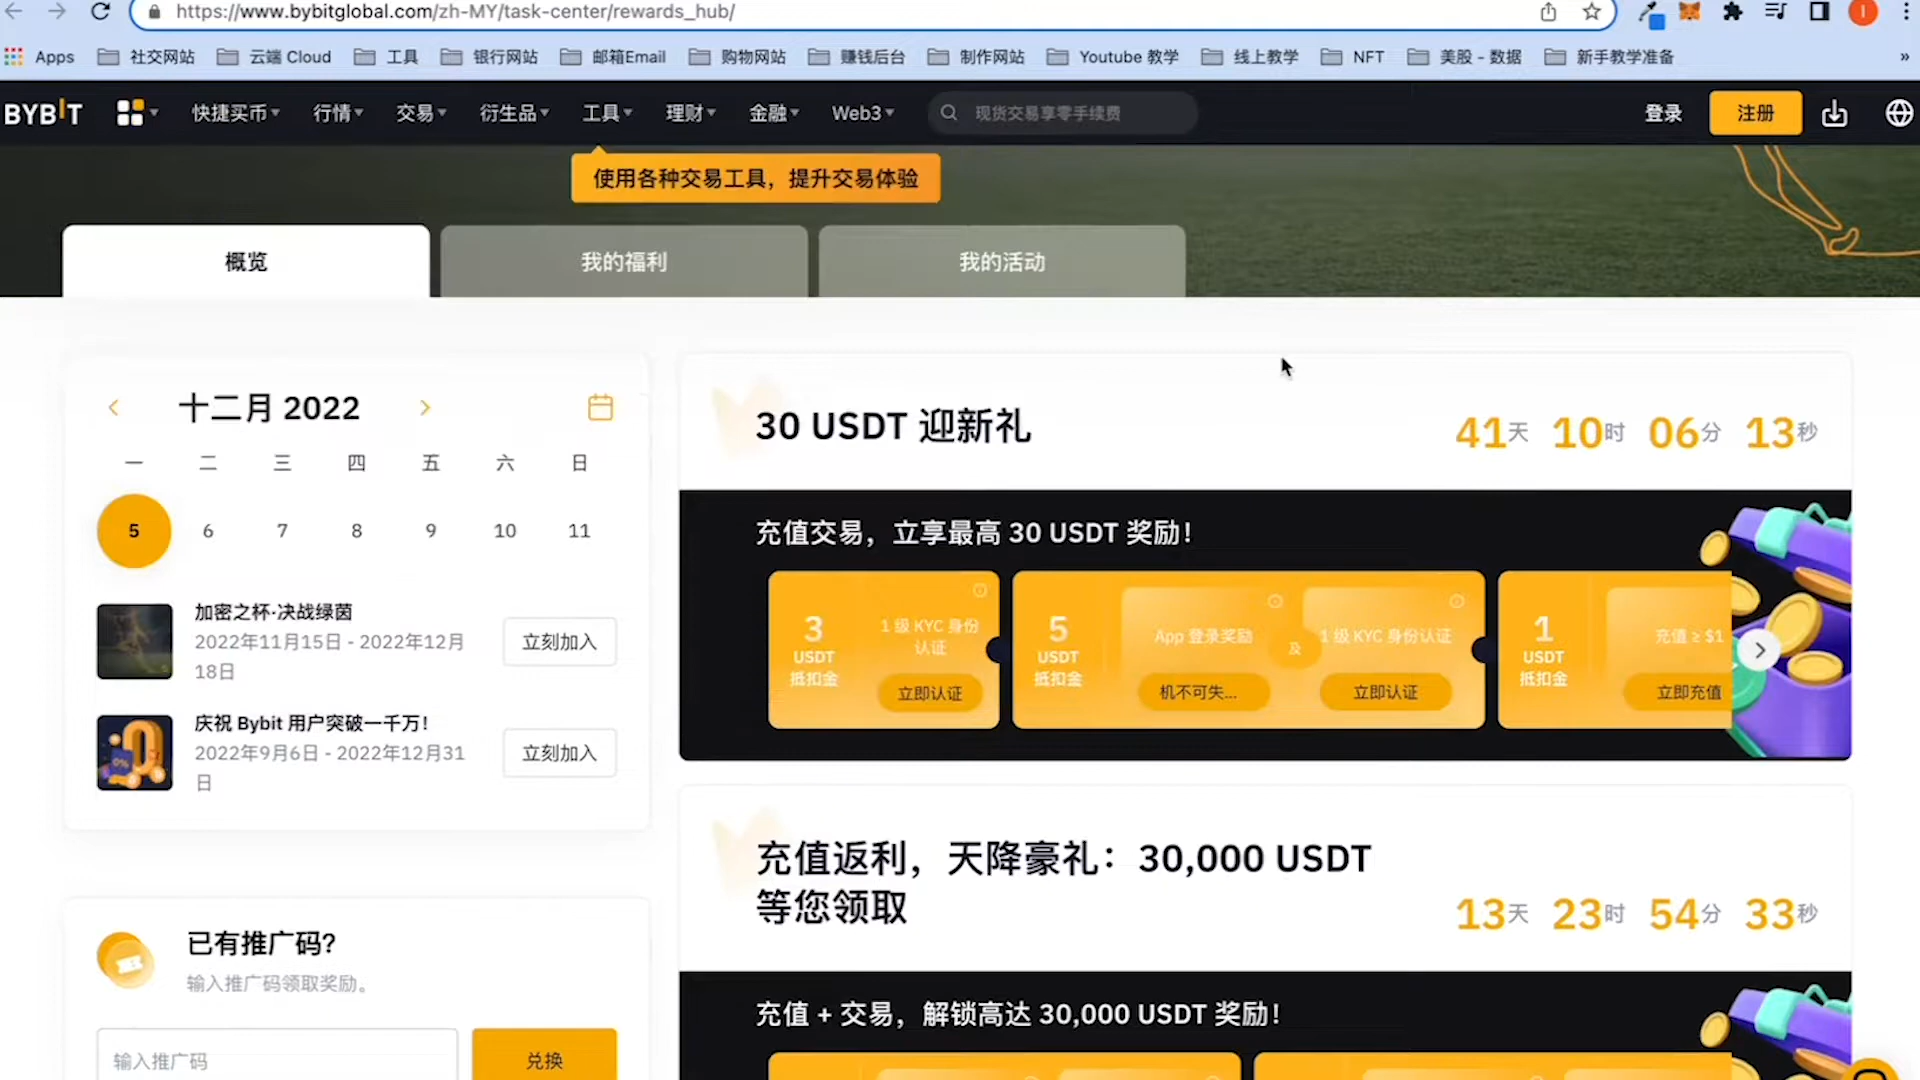 https://www.bybitglobal.com/zh-MY/task-center/rewards_hub/
Apps 社交网站 云端 Cloud 工具 银行网站 邮箱Email 购物网站 赚钱后台 制作网站 Youtube 教学 线上教学 NFT 美股 - 数据 新手教学准备 »
BYBIT 快捷买币 行情 交易 衍生品 工具 理财 金融 Web3 现货交易享零手续费 登录 注册
使用各种交易工具，提升交易体验
概览 我的福利 我的活动
十二月 2022
一 二 三 四 五 六 日
5 6 7 8 9 10 11
加密之杯·决战绿茵
2022年11月15日 - 2022年12月
18日
立刻加入
庆祝 Bybit 用户突破一千万！
2022年9月6日 - 2022年12月31
日
立刻加入
已有推广码？
输入推广码领取奖励。
输入推广码
兑换
30 USDT 迎新礼
41天 10时 06分 13秒
充值交易，立享最高 30 USDT 奖励！
3
USDT
抵扣金
1 级 KYC 身份
认证
立即认证
5
USDT
抵扣金
App 登录奖励
机不可失...
及
1 级 KYC 身份认证
立即认证
1
USDT
抵扣金
充值 ≥ $1
立即充值
充值返利，天降豪礼：30,000 USDT
等您领取
13天 23时 54分 33秒
充值 + 交易，解锁高达 30,000 USDT 奖励！